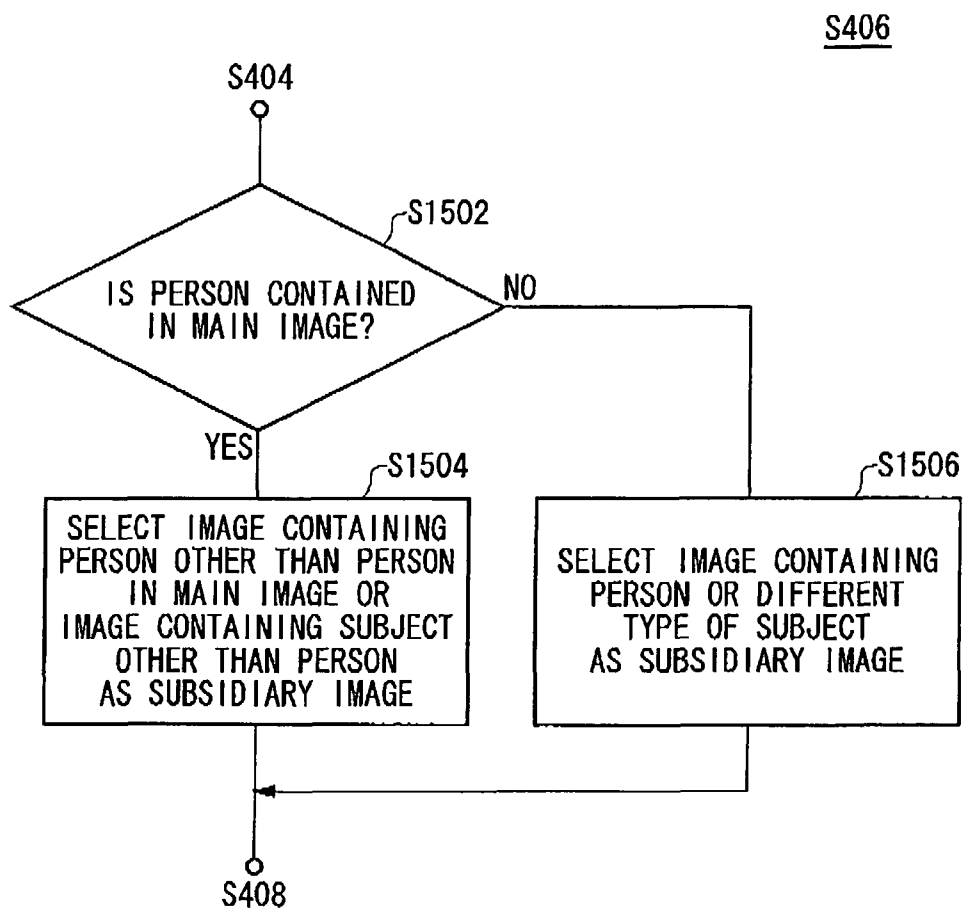 S406
S404
S1502
IS PERSON CONTAINED
IN MAIN IMAGE?
NO
YES
S1504
SELECT IMAGE CONTAINING
PERSON OTHER THAN PERSON
IN MAIN IMAGE OR
IMAGE CONTAINING SUBJECT
OTHER THAN PERSON
AS SUBSIDIARY IMAGE
S1506
SELECT IMAGE CONTAINING
PERSON OR DIFFERENT
TYPE OF SUBJECT
AS SUBSIDIARY IMAGE
S408